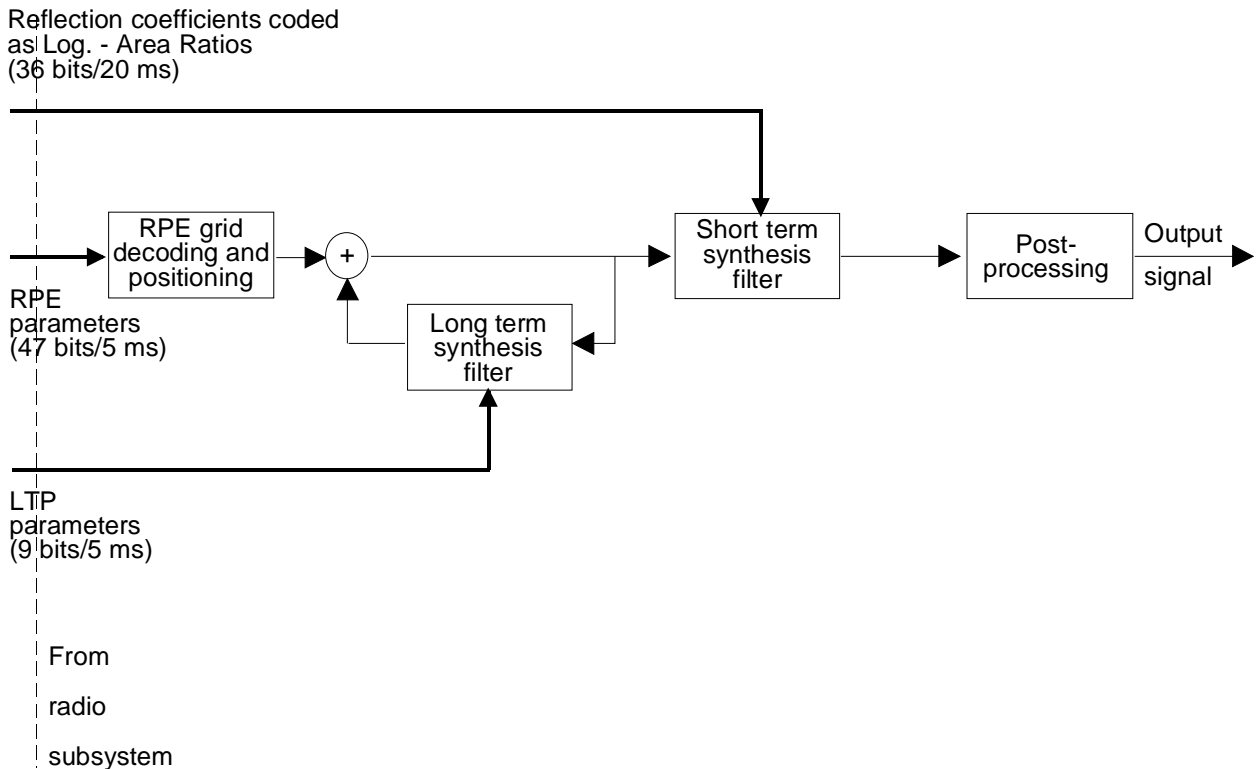 Reflection coefficients coded
as Log. - Area Ratios
(36 bits/20 ms)
RPE grid
decoding and
positioning
+
Short term
synthesis
filter
Post-
processing
Output
signal
RPE
parameters
(47 bits/5 ms)
Long term
synthesis
filter
LTP
parameters
(9 bits/5 ms)
From
radio
subsystem